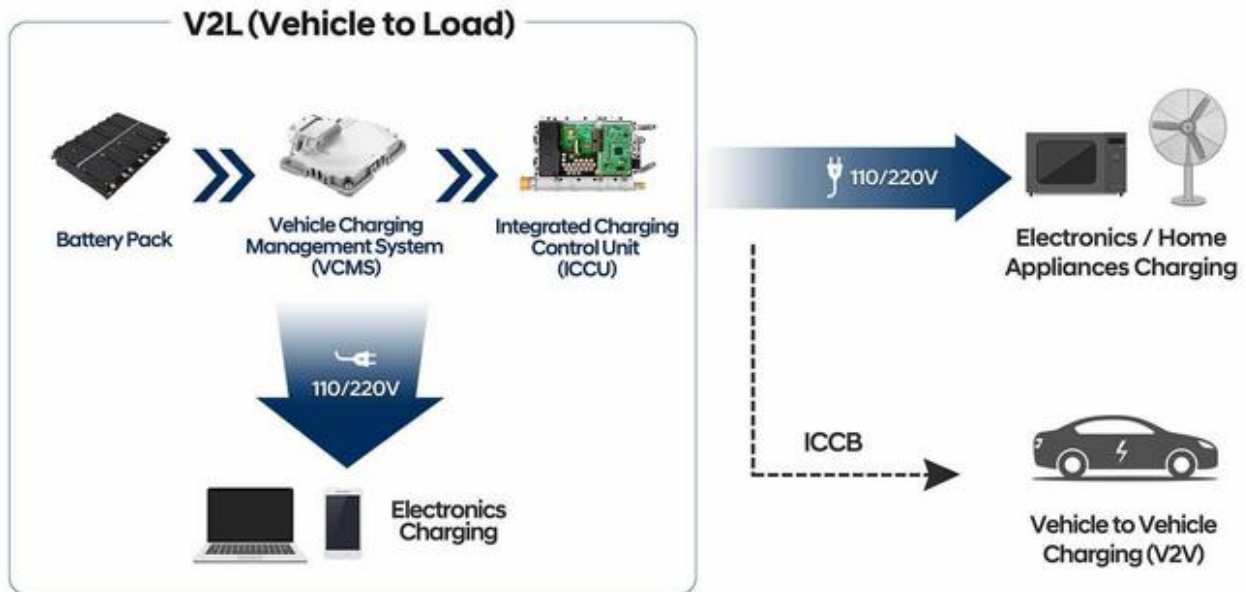 V2L (Vehicle to Load)
Battery Pack
Vehicle Charging
Management System
(VCMS)
Integrated Charging
Control Unit
(ICCU)
110/220V
Electronics / Home
Appliances Charging
110/220V
Electronics
Charging
ICCB
Vehicle to Vehicle
Charging (V2V)